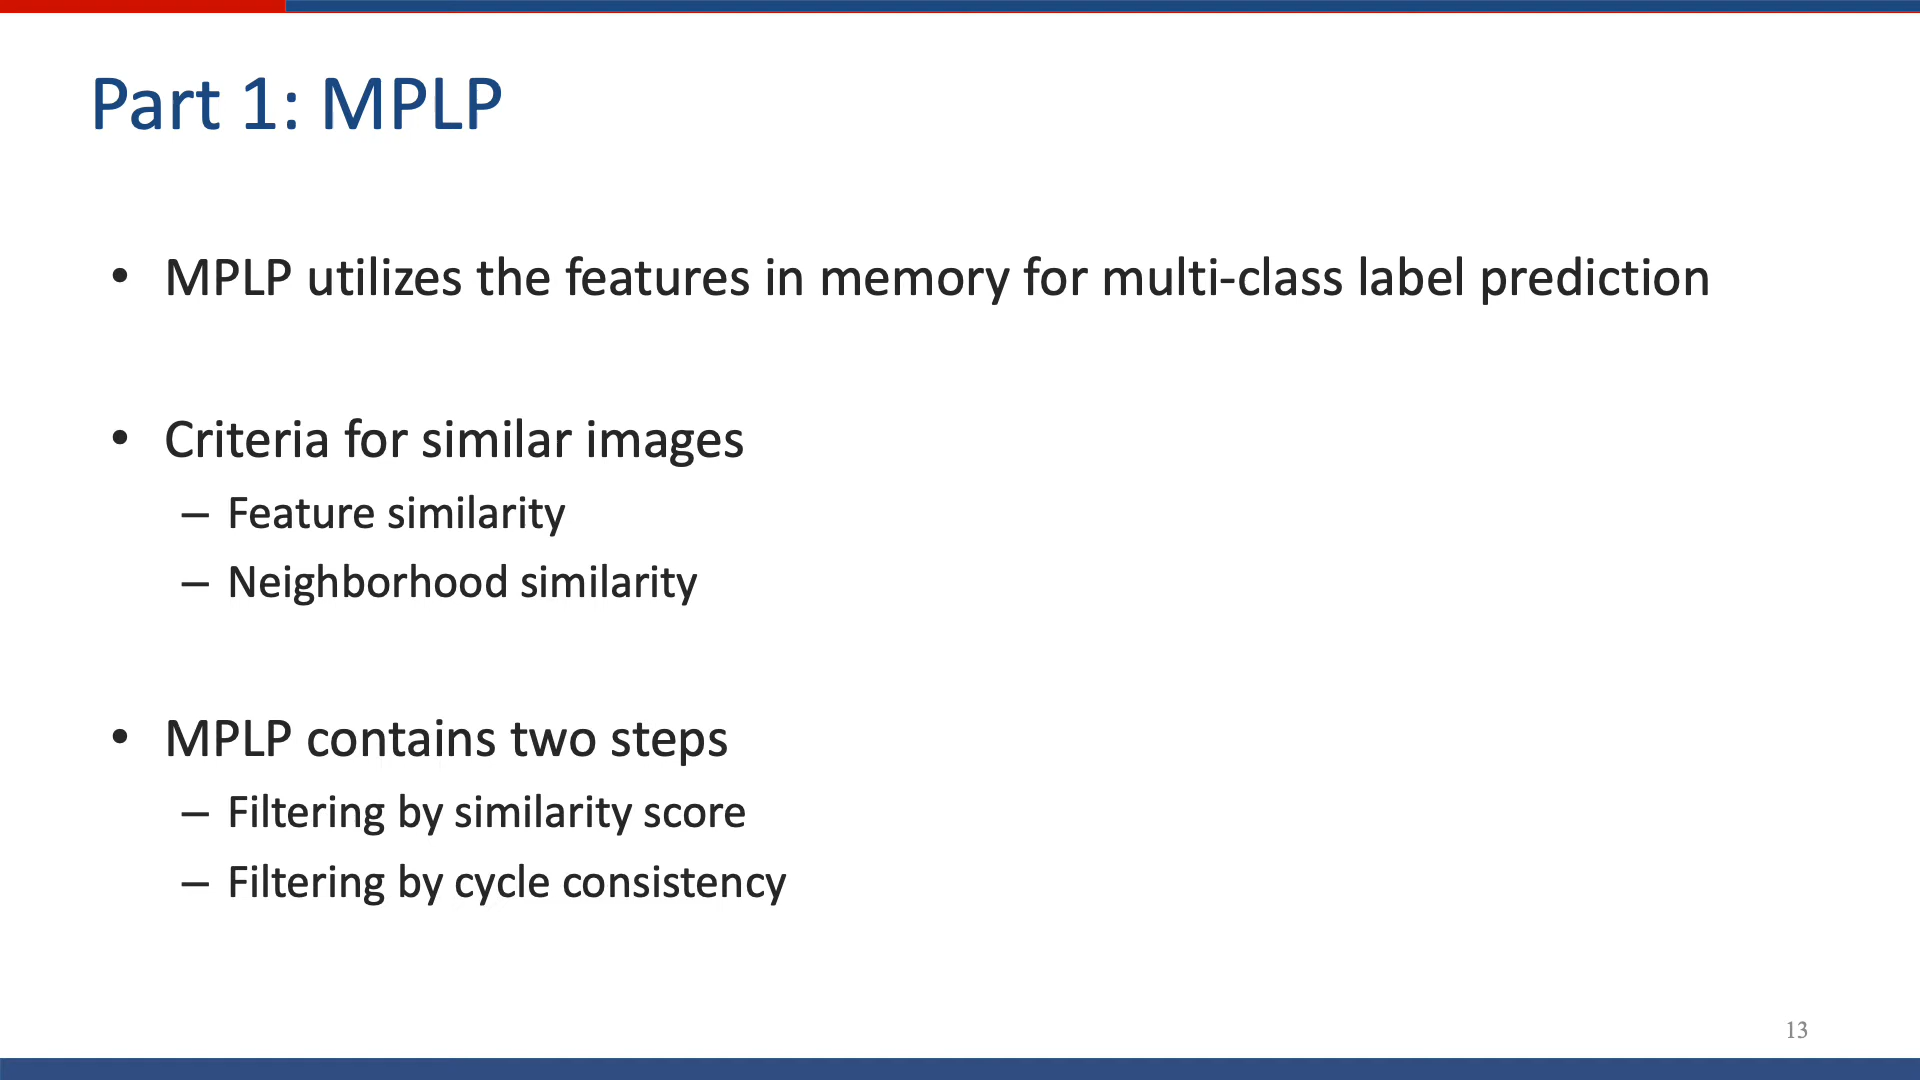 Part 1: MPLP
• MPLP utilizes the features in memory for multi-class label prediction
• Criteria for similar images
– Feature similarity
– Neighborhood similarity
• MPLP contains two steps
– Filtering by similarity score
– Filtering by cycle consistency
13